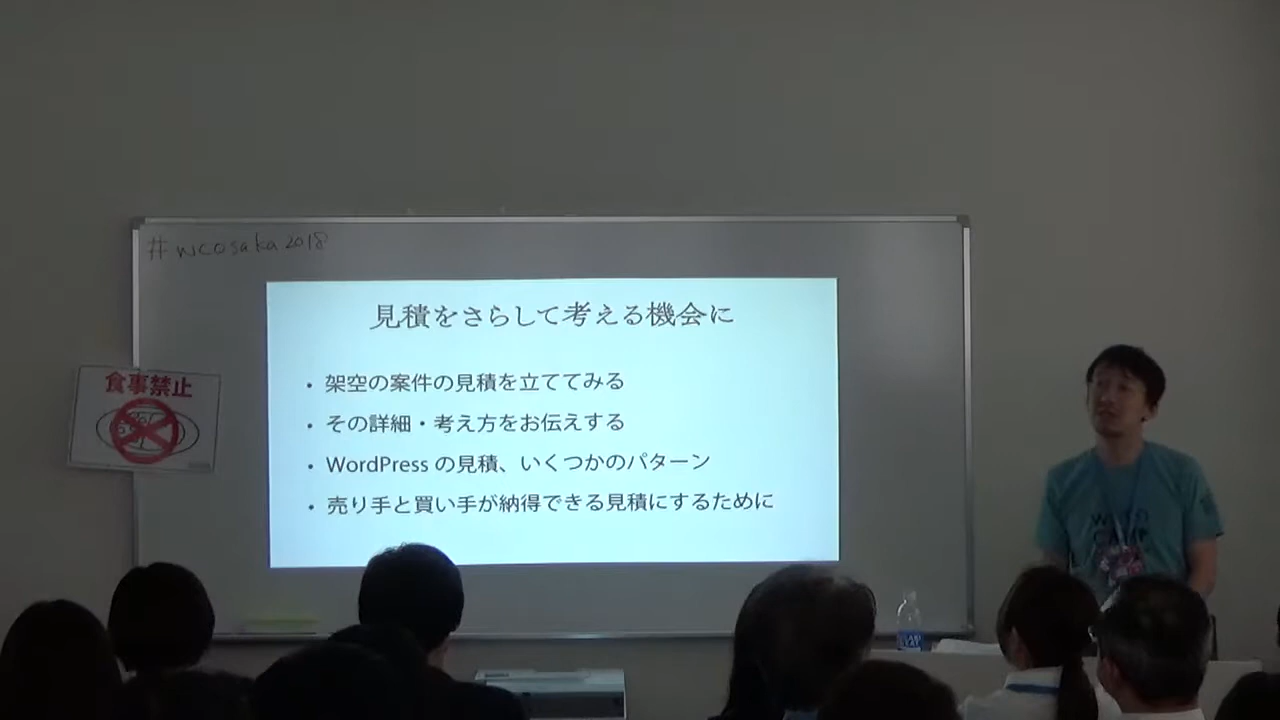 #wcosaka2018
見積をさらして考える機会に
• 架空の案件の見積を立ててみる
• その詳細・考え方をお伝えする
• WordPress の見積、いくつかのパターン
• 売り手と買い手が納得できる見積にするために
食事禁止
WORD
CAMP